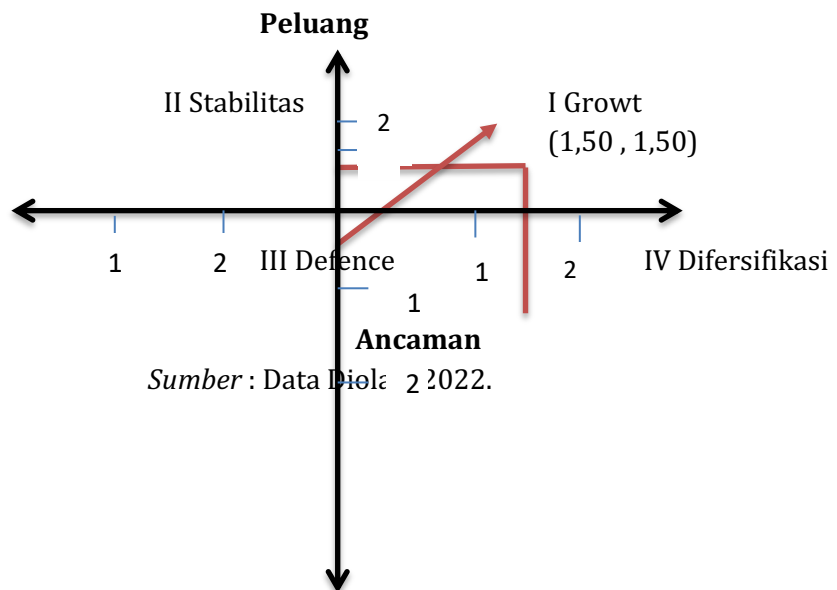 Peluang
II Stabilitas
I Growt
2
(1,50 , 1,50)
1
2
III Defence
1
2
IV Difersifikasi
1
Ancaman
Sumber : Data 2 2022.